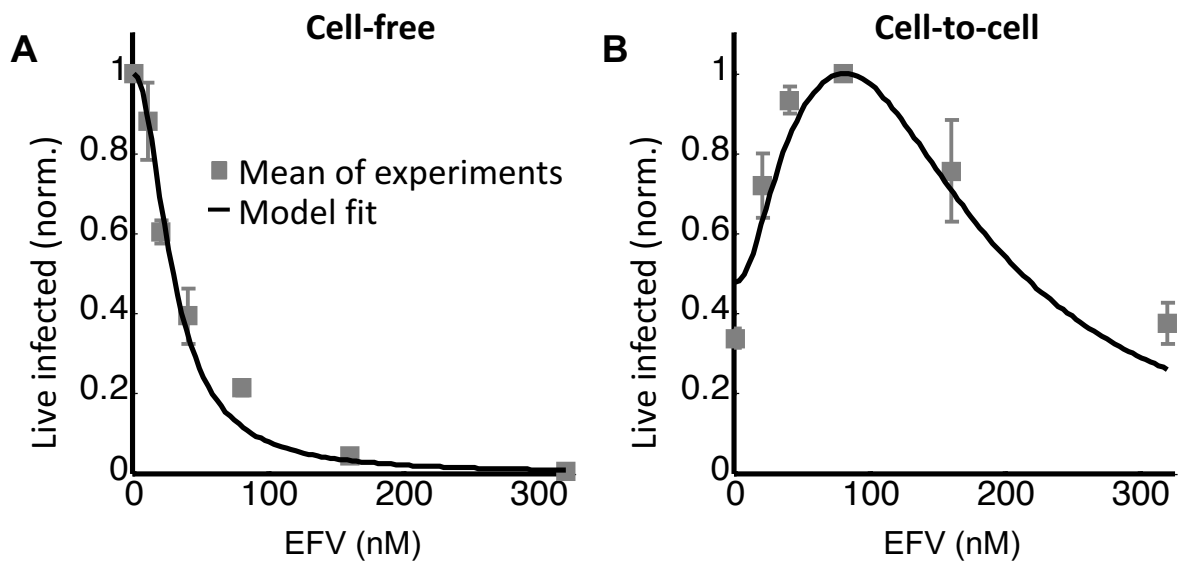 A
Cell-free
Live infected (norm.)
1
0.8
0.6
0.4
0.2
0
Mean of experiments
Model fit
0
100
200
300
EFV (nM)
B
Cell-to-cell
Live infected (norm.)
1
0.8
0.6
0.4
0.2
0
0
100
200
300
EFV (nM)